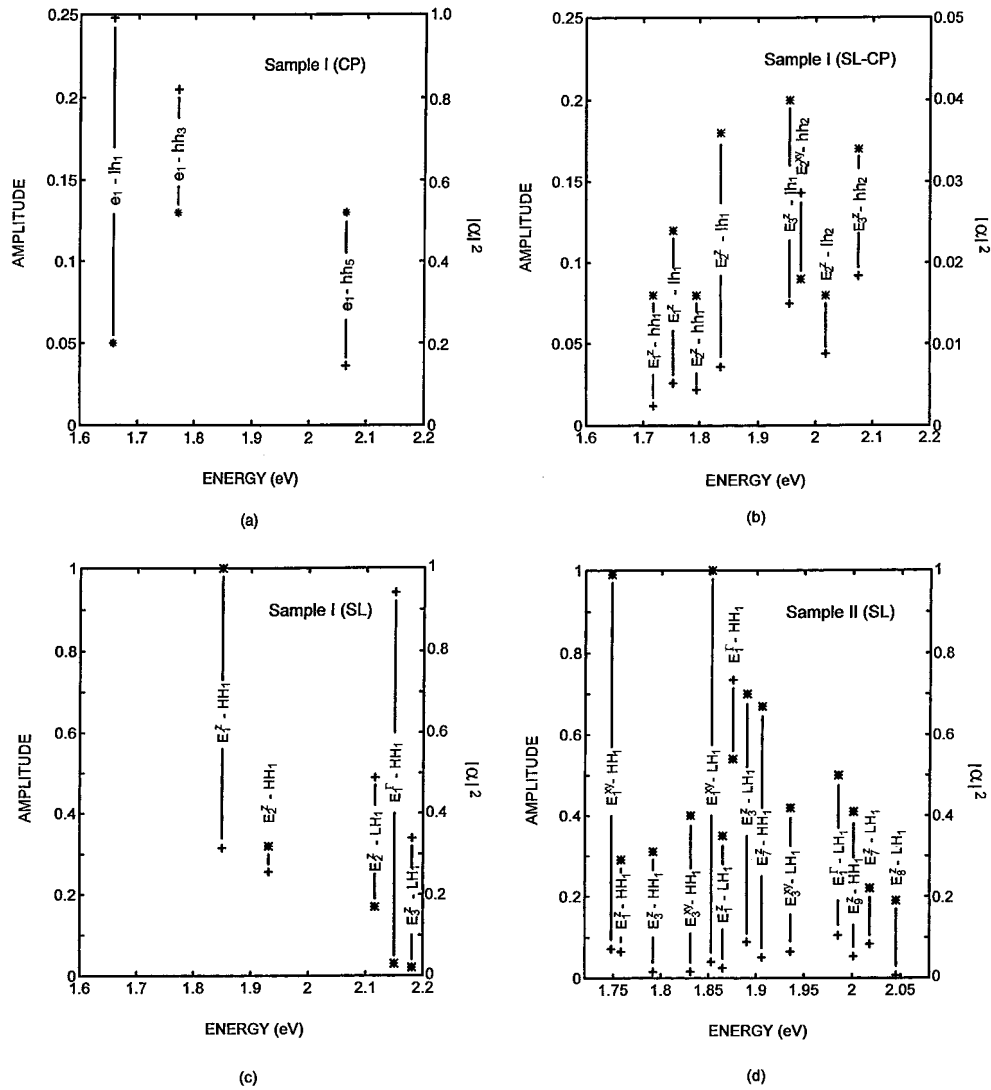 Sample I (CP)
AMPLITUDE
0.25
0.2
0.15
0.1
0.05
0
1.0
0.8
0.6
0.4
0.2
0
|α|²
e₁ - lh₁
e₁ - hh₃
e₁ - hh₅
1.6 1.7 1.8 1.9 2 2.1 2.2
ENERGY (eV)
(a)
Sample I (SL-CP)
AMPLITUDE
0.25
0.2
0.15
0.1
0.05
0
0.05
0.04
0.03
0.02
0.01
0
|α|²
E₁ᶻ - hh₁
E₁ᶻ - lh₁
E₂ᶻ - hh₁
E₂ᶻ - lh₁
E₃ᶻ - lh₁
E₂ˣʸ - hh₂
E₂ᶻ - lh₂
E₃ᶻ - hh₂
1.6 1.7 1.8 1.9 2 2.1 2.2
ENERGY (eV)
(b)
Sample I (SL)
AMPLITUDE
1
0.8
0.6
0.4
0.2
0
1
0.8
0.6
0.4
0.2
0
|α|²
E₁ᶻ - HH₁
E₂ᶻ - HH₁
E₂ᶻ - LH₁
E₁^Γ - HH₁
E₃ᶻ - LH₁
1.6 1.7 1.8 1.9 2 2.1 2.2
ENERGY (eV)
(c)
Sample II (SL)
AMPLITUDE
1
0.8
0.6
0.4
0.2
0
1
0.8
0.6
0.4
0.2
0
|α|²
E₁ˣʸ - HH₁
E₁ᶻ - HH₁
E₃ᶻ - HH₁
E₃ˣʸ - HH₁
E₁ˣʸ - LH₁
E₁ᶻ - LH₁
E₁^Γ - HH₁
E₃ᶻ - LH₁
E₇ᶻ - HH₁
E₃ˣʸ - LH₁
E₁^Γ - LH₁
E₉ᶻ - HH₁
E₇ᶻ - LH₁
E₈ᶻ - LH₁
1.75 1.8 1.85 1.9 1.95 2 2.05
ENERGY (eV)
(d)